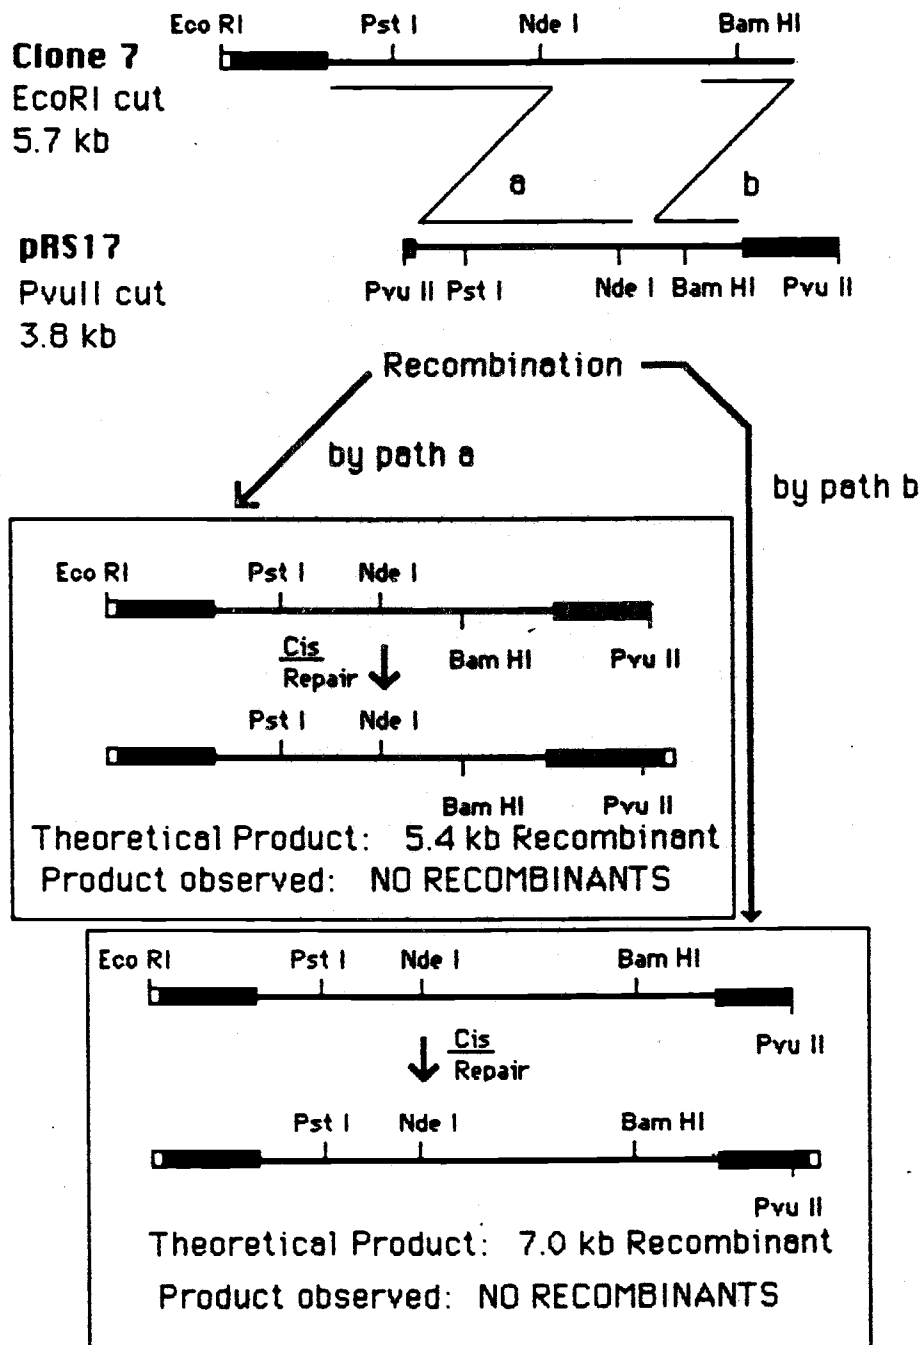 Eco RI Pst I Nde I Bam HI
Clone 7
EcoRI cut
5.7 kb
a b
pRS17
PvuII cut
3.8 kb
Pvu II Pst I Nde I Bam HI Pvu II
Recombination
by path a
by path b
Eco RI Pst I Nde I
Bam HI Pvu II
Cis
Repair
Pst I Nde I
Bam HI Pvu II
Theoretical Product: 5.4 kb Recombinant
Product observed: NO RECOMBINANTS
Eco RI Pst I Nde I Bam HI
Pvu II
Cis
Repair
Pst I Nde I Bam HI
Pvu II
Theoretical Product: 7.0 kb Recombinant
Product observed: NO RECOMBINANTS